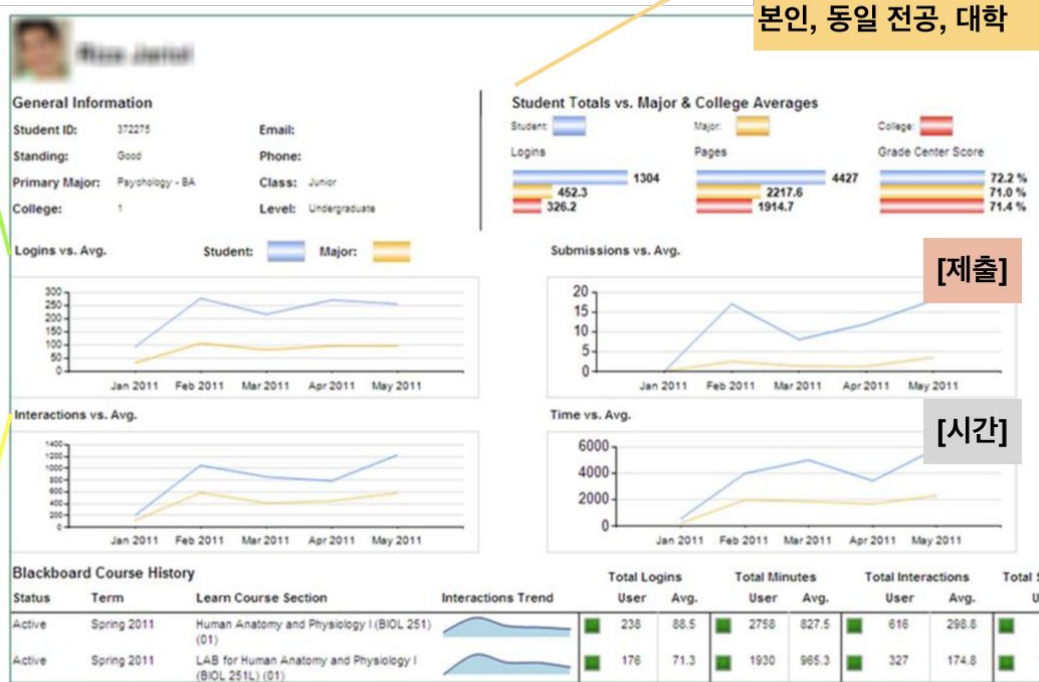 본인, 동일 전공, 대학
General Information
Student ID: 372275 Email:
Standing: Good Phone:
Primary Major: Psychology - BA Class: Junior
College: 1 Level: Undergraduate
Student Totals vs. Major & College Averages
Student: Major: College:
Logins Pages Grade Center Score
1304 4427 72.2 %
452.3 2217.6 71.0 %
326.2 1914.7 71.4 %
Logins vs. Avg. Student: Major:
300
250
200
150
100
50
0
Jan 2011 Feb 2011 Mar 2011 Apr 2011 May 2011
Submissions vs. Avg.
[제출]
20
15
10
5
0
Jan 2011 Feb 2011 Mar 2011 Apr 2011 May 2011
Interactions vs. Avg.
1400
1200
1000
800
600
400
200
0
Jan 2011 Feb 2011 Mar 2011 Apr 2011 May 2011
Time vs. Avg.
[시간]
6000
4000
2000
0
Jan 2011 Feb 2011 Mar 2011 Apr 2011 May 2011
Blackboard Course History
Total Logins Total Minutes Total Interactions Total
Status Term Learn Course Section Interactions Trend User Avg. User Avg. User Avg.
Active Spring 2011 Human Anatomy and Physiology I (BIOL 251) 238 88.5 2758 827.5 616 298.8
(01)
Active Spring 2011 LAB for Human Anatomy and Physiology I 176 71.3 1930 965.3 327 174.8
(BIOL 251L) (01)